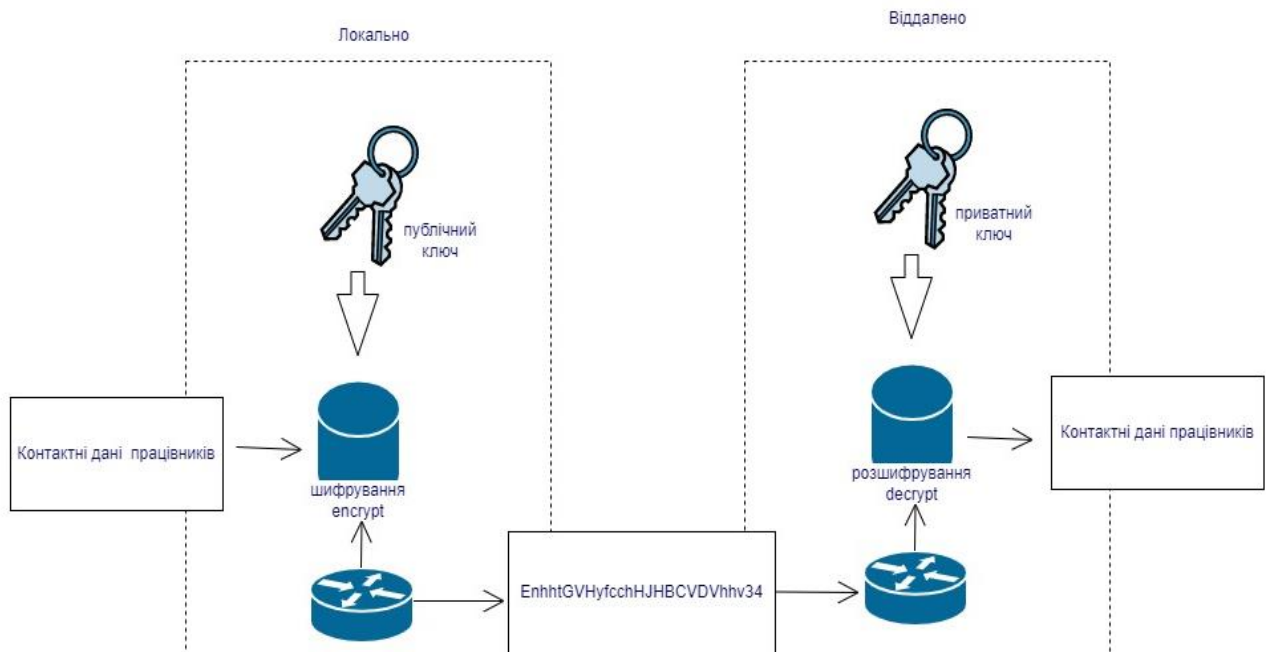 Локально
Віддалено
публічний
ключ
приватний
ключ
Контактні дані працівників
шифрування
encrypt
EnhhtGVHyfcchHJHBCVDVhhv34
розшифрування
decrypt
Контактні дані працівників